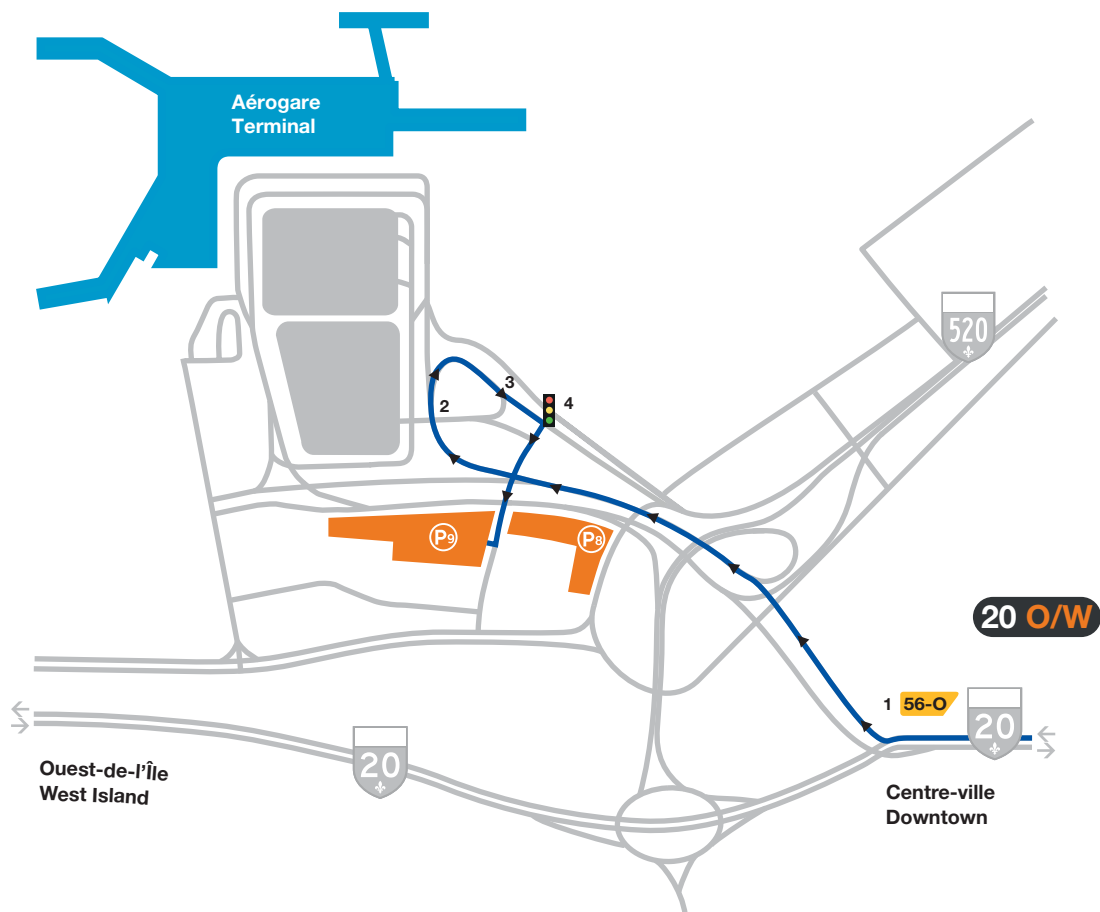 Aérogare
Terminal
520
3
4
2
P9
P8
20 O/W
1 56-O
20
20
Ouest-de-l'Île
West Island
Centre-ville
Downtown